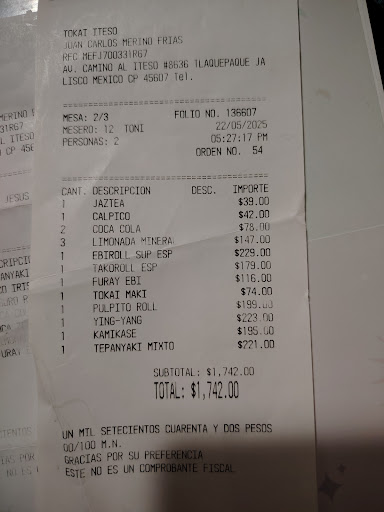 TOKAI ITESO
JUAN CARLOS MERINO FRIAS
RFC MEFJ700331R67
AV. CAMINO AL ITESO #8636 TLAQUEPAQUE JA
LISCO MEXICO CP 45607 Tel.
MESA: 2/3 FOLIO NO. 136607
MESERO: 12 TONI 22/05/2025
PERSONAS: 2 05:27:17 PM
ORDEN NO. 54
CANT. DESCRIPCION DESC. IMPORTE
1 JAZTEA $39.00
1 CALPICO $42.00
2 COCA COLA $78.00
3 LIMONADA MINERAL $147.00
1 EBIROLL SUP ESP $229.00
1 TAKOROLL ESP $179.00
1 FURAY EBI $116.00
1 TOKAI MAKI $74.00
1 PULPITO ROLL $199.00
1 YING-YANG $223.00
1 KAMIKASE $195.00
1 TEPANYAKI MIXTO $221.00
SUBTOTAL: $1,742.00
TOTAL: $1,742.00
UN MIL SETECIENTOS CUARENTA Y DOS PESOS
00/100 M.N.
GRACIAS POR SU PREFERENCIA
ESTE NO ES UN COMPROBANTE FISCAL